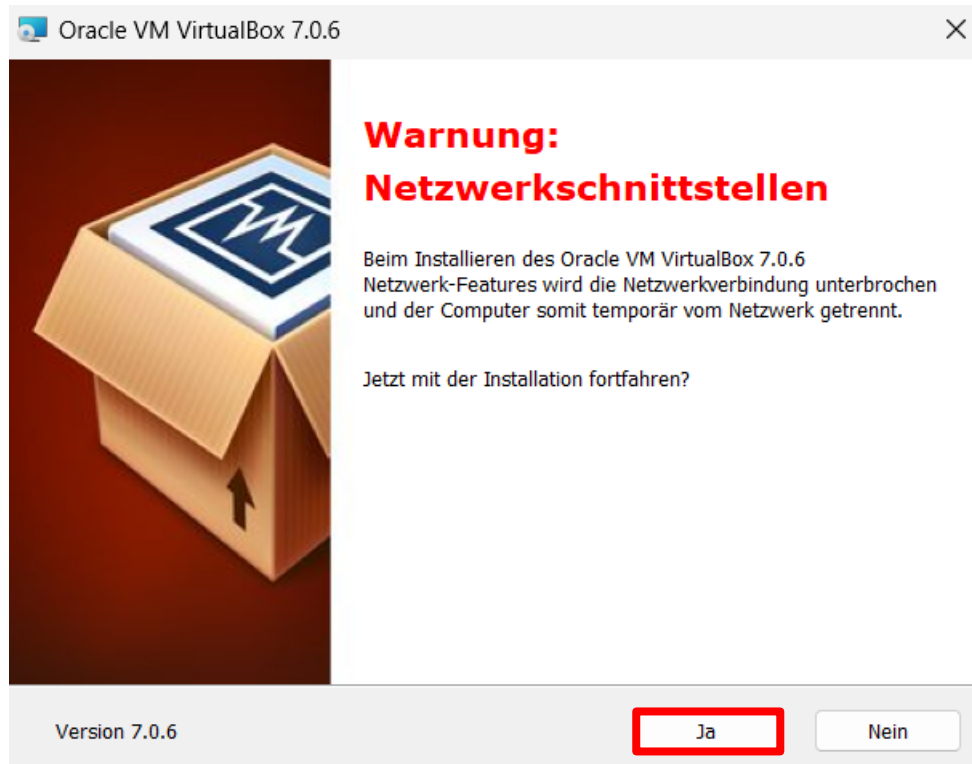 Oracle VM VirtualBox 7.0.6
Warnung:
Netzwerkschnittstellen
Beim Installieren des Oracle VM VirtualBox 7.0.6
Netzwerk-Features wird die Netzwerkverbindung unterbrochen
und der Computer somit temporär vom Netzwerk getrennt.
Jetzt mit der Installation fortfahren?
Version 7.0.6
Ja
Nein